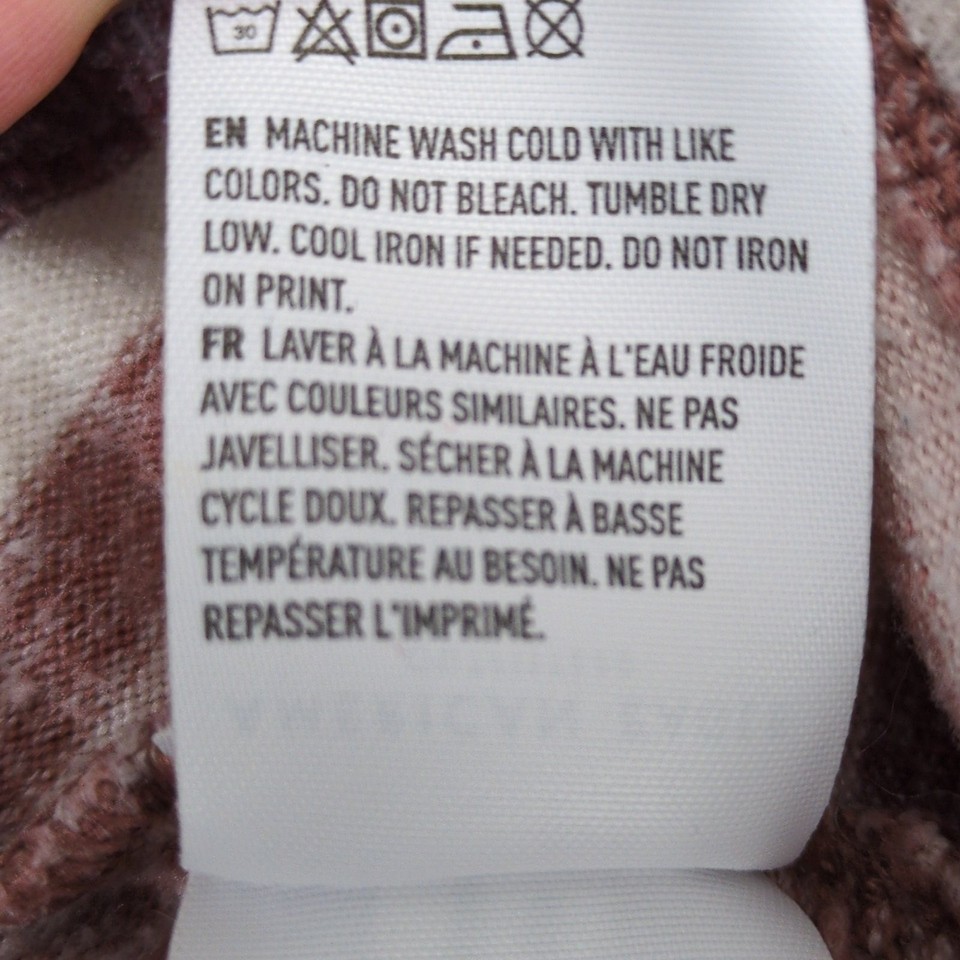 30
EN MACHINE WASH COLD WITH LIKE
COLORS. DO NOT BLEACH. TUMBLE DRY
LOW. COOL IRON IF NEEDED. DO NOT IRON
ON PRINT.
FR LAVER À LA MACHINE À L'EAU FROIDE
AVEC COULEURS SIMILAIRES. NE PAS
JAVELLISER. SÉCHER À LA MACHINE
CYCLE DOUX. REPASSER À BASSE
TEMPÉRATURE AU BESOIN. NE PAS
REPASSER L'IMPRIMÉ.